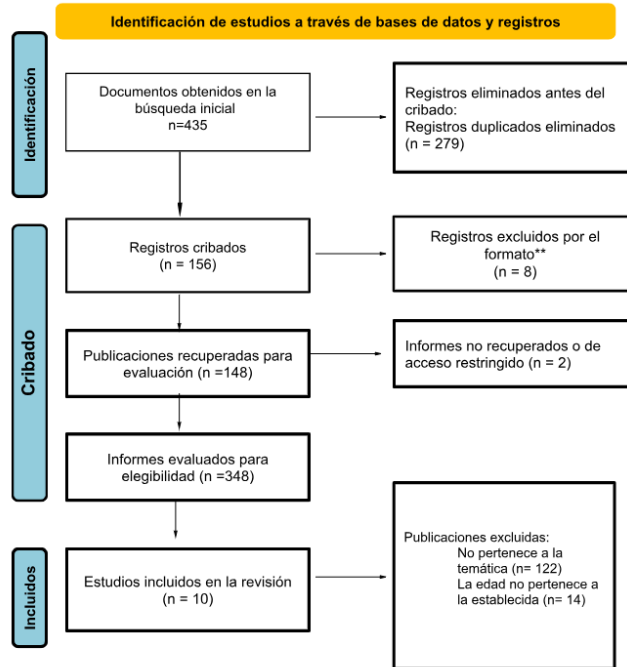 Identificación de estudios a través de bases de datos y registros
Identificación
Documentos obtenidos en la
búsqueda inicial
n=435
Registros eliminados antes del
cribado:
Registros duplicados eliminados
(n = 279)
Cribado
Registros cribados
(n = 156)
Registros excluidos por el
formato**
(n = 8)
Publicaciones recuperadas para
evaluación (n =148)
Informes no recuperados o de
acceso restringido (n = 2)
Informes evaluados para
elegibilidad (n =348)
Incluidos
Estudios incluidos en la revisión
(n = 10)
Publicaciones excluidas:
No pertenece a la
temática (n= 122)
La edad no pertenece a
la establecida (n= 14)